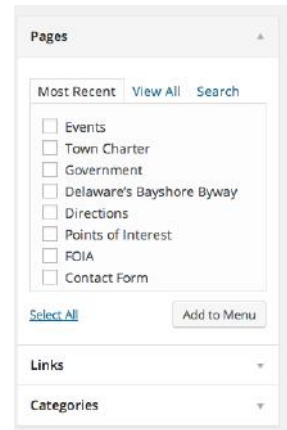 Pages
Most Recent View All Search
Events
Town Charter
Government
Delaware's Bayshore Byway
Directions
Points of Interest
FOIA
Contact Form
Select All Add to Menu
Links
Categories